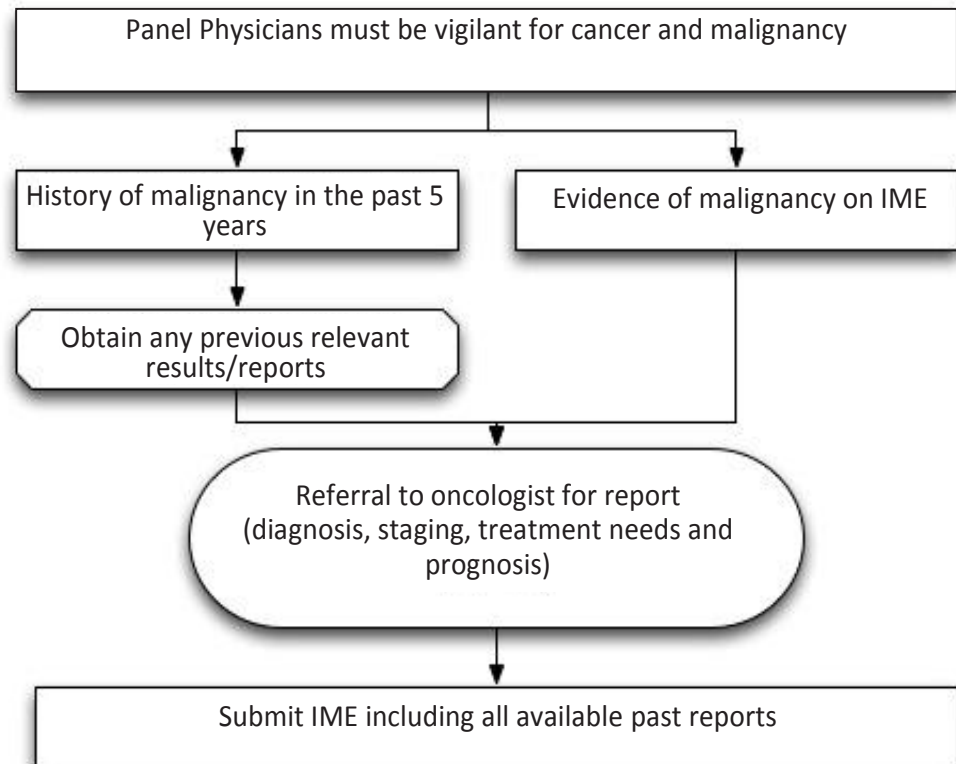 Panel Physicians must be vigilant for cancer and malignancy
History of malignancy in the past 5
years
Evidence of malignancy on IME
Obtain any previous relevant
results/reports
Referral to oncologist for report
(diagnosis, staging, treatment needs and
prognosis)
Submit IME including all available past reports